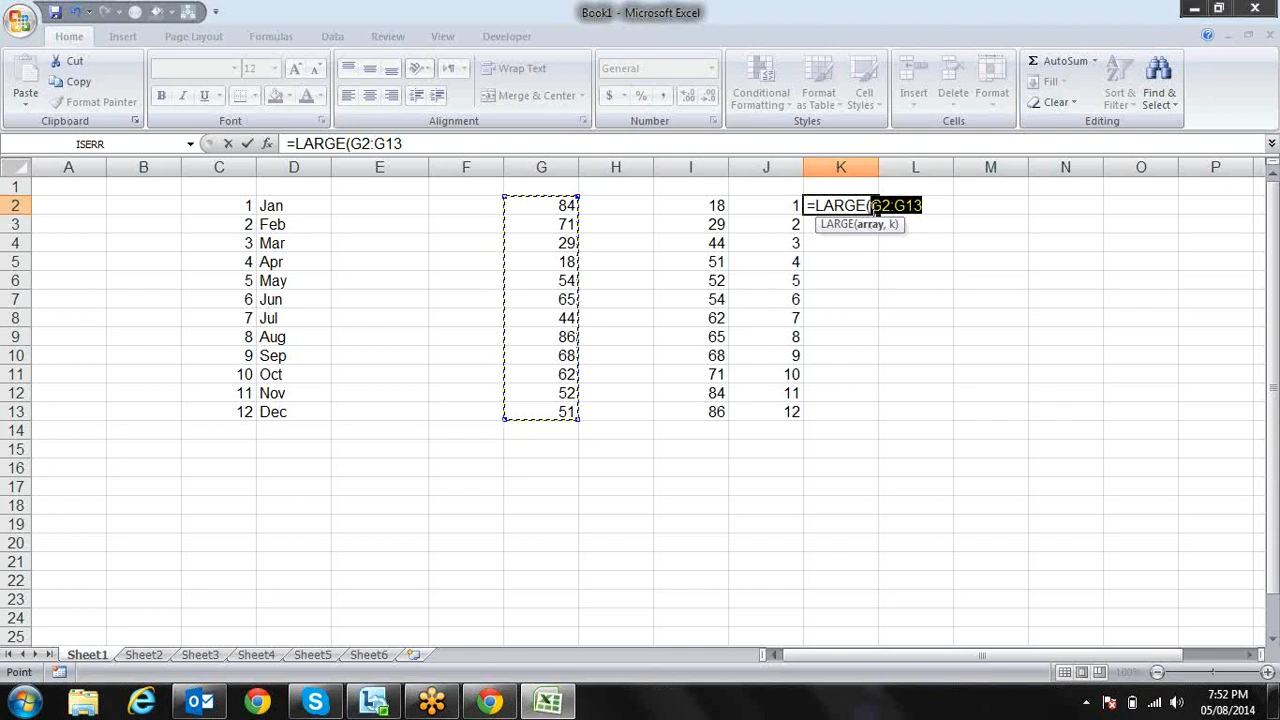 Book1 - Microsoft Excel
Home Insert Page Layout Formulas Data Review View Developer
Paste
Cut
Copy
Format Painter
Clipboard
12
Font
Wrap Text
Merge & Center
Alignment
General
$ % ,
Number
Conditional Formatting
Format as Table
Cell Styles
Styles
Insert
Delete
Format
Cells
AutoSum
Fill
Clear
Sort & Filter
Find & Select
Editing
ISERR =LARGE(G2:G13
A B C D E F G H I J K L M N O P
1
2 1 Jan 84 18 1 =LARGE(G2:G13
LARGE(array, k)
3 2 Feb 71 29 2
4 3 Mar 29 44 3
5 4 Apr 18 51 4
6 5 May 54 52 5
7 6 Jun 65 54 6
8 7 Jul 44 62 7
9 8 Aug 86 65 8
10 9 Sep 68 68 9
11 10 Oct 62 71 10
12 11 Nov 52 84 11
13 12 Dec 51 86 12
14
15
16
17
18
19
20
21
22
23
24
25
Sheet1 Sheet2 Sheet3 Sheet4 Sheet5 Sheet6
Point 100%
7:52 PM
05/08/2014